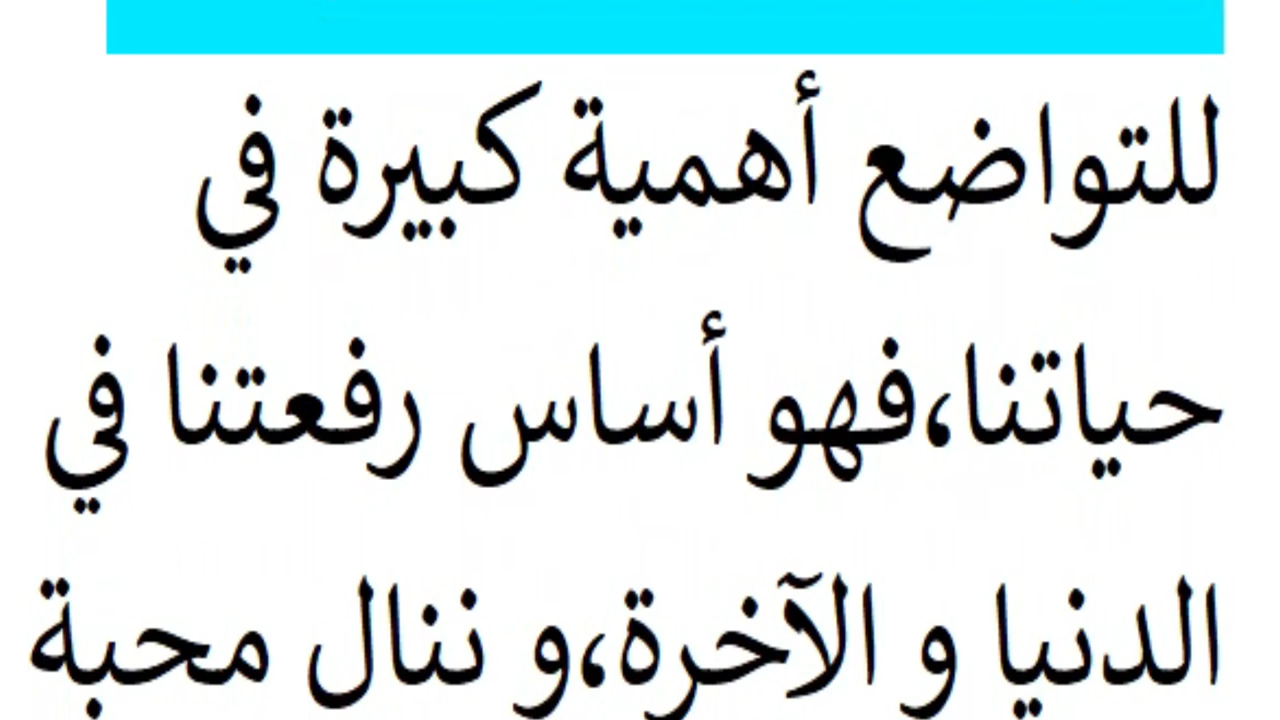 للتواضع أهمية كبيرة في
حياتنا،فهو أساس رفعتنا في
الدنيا و الآخرة،و ننال محبة